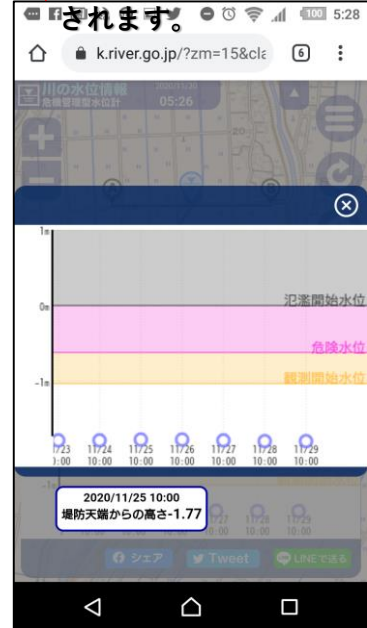 されます。
100 5:28
k.river.go.jp/?zm=15&cla
6
川の水位情報
危機管理型水位計
05:26
20
1m
0m
-1m
氾濫開始水位
危険水位
観測開始水位
11/23 11/24 11/25 11/26 11/27 11/28 11/29
10:00 10:00 10:00 10:00 10:00 10:00
2020/11/25 10:00
堤防天端からの高さ-1.77
シェア
Tweet
LINEで送る